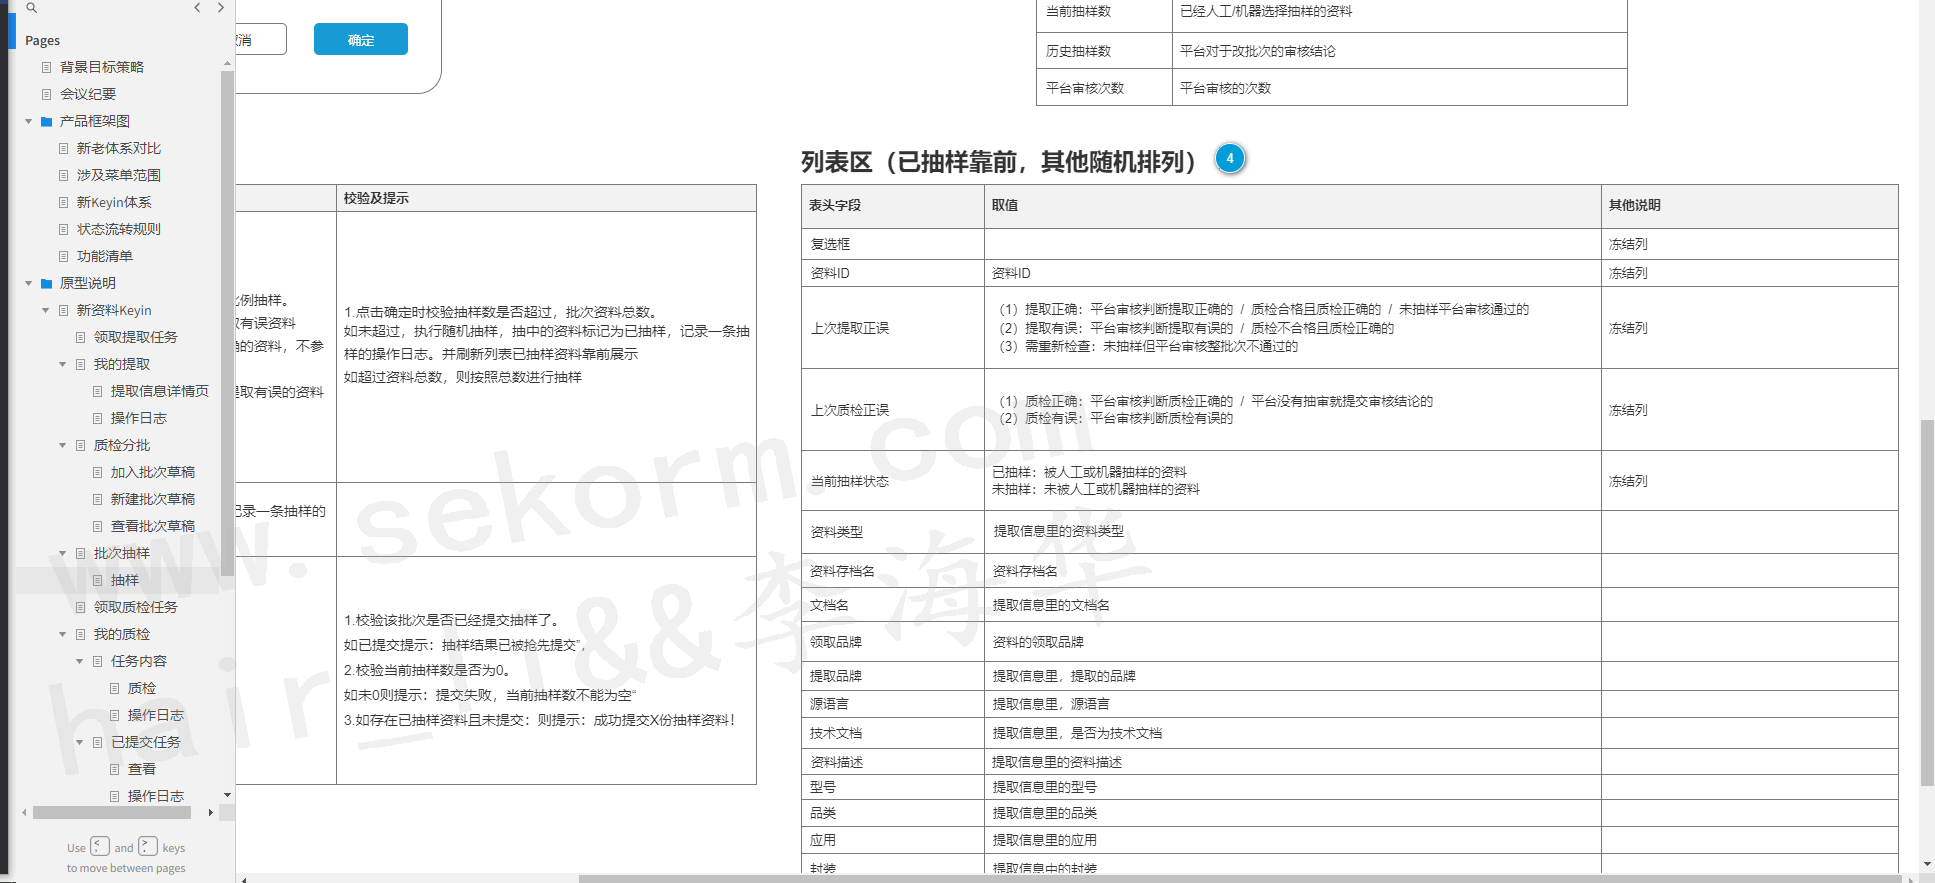 Pages
背景目标策略
会议纪要
产品框架图
新老体系对比
涉及菜单范围
新Keyin体系
状态流转规则
功能清单
原型说明
新资料Keyin
领取提取任务
我的提取
提取信息详情页
操作日志
质检分批
加入批次草稿
新建批次草稿
查看批次草稿
批次抽样
抽样
领取质检任务
我的质检
任务内容
质检
操作日志
已提交任务
查看
操作日志
Use < , and > . keys
to move between pages
消
确定
当前抽样数 已经人工/机器选择抽样的资料
历史抽样数 平台对于改批次的审核结论
平台审核次数 平台审核的次数
校验及提示
例抽样。
有误资料
的资料，不参
取有误的资料
1.点击确定时校验抽样数是否超过，批次资料总数。
如未超过，执行随机抽样，抽中的资料标记为已抽样，记录一条抽
样的操作日志。并刷新列表已抽样资料靠前展示
如超过资料总数，则按照总数进行抽样
录一条抽样的
1.校验该批次是否已经提交抽样了。
如已提交提示：抽样结果已被抢先提交”，
2.校验当前抽样数是否为0。
如未0则提示：提交失败，当前抽样数不能为空“
3.如存在已抽样资料且未提交：则提示：成功提交X份抽样资料！
列表区（已抽样靠前，其他随机排列） 4
表头字段 取值 其他说明
复选框 冻结列
资料ID 资料ID 冻结列
上次提取正误 冻结列
（1）提取正确：平台审核判断提取正确的 / 质检合格且质检正确的 / 未抽样平台审核通过的
（2）提取有误：平台审核判断提取有误的 / 质检不合格且质检正确的
（3）需重新检查：未抽样但平台审核整批次不通过的
上次质检正误 冻结列
（1）质检正确：平台审核判断质检正确的 / 平台没有抽审就提交审核结论的
（2）质检有误：平台审核判断质检有误的
当前抽样状态 冻结列
已抽样：被人工或机器抽样的资料
未抽样：未被人工或机器抽样的资料
资料类型 提取信息里的资料类型
资料存档名 资料存档名
文档名 提取信息里的文档名
领取品牌 资料的领取品牌
提取品牌 提取信息里，提取的品牌
源语言 提取信息里，源语言
技术文档 提取信息里，是否为技术文档
资料描述 提取信息里的资料描述
型号 提取信息里的型号
品类 提取信息里的品类
应用 提取信息里的应用
封装 提取信息中的封装
www.sekorm.com
hair_li&&李海华